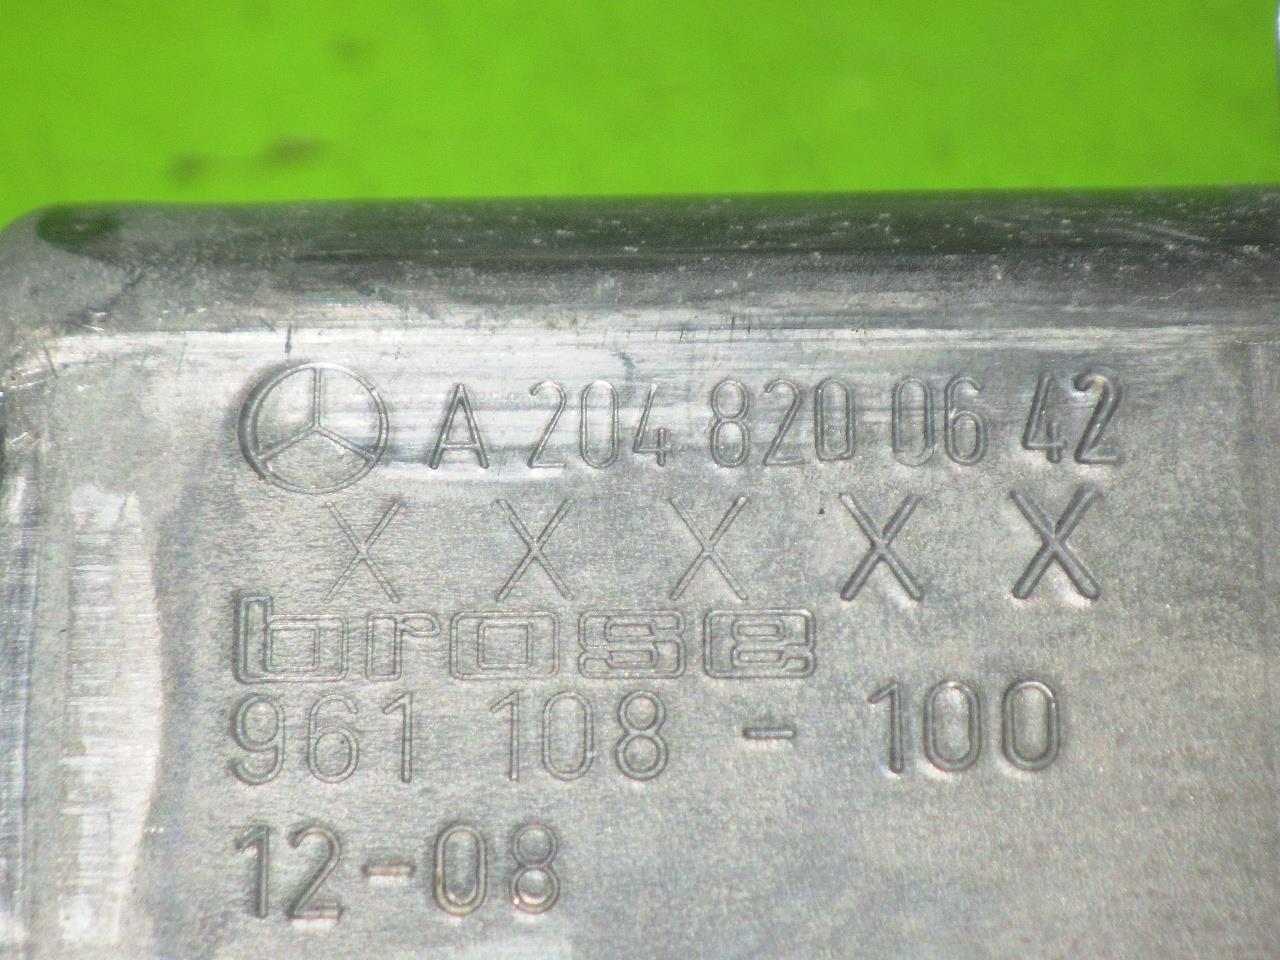 A 204 820 06 42
X X X X X
brose
961 108 - 100
12-08